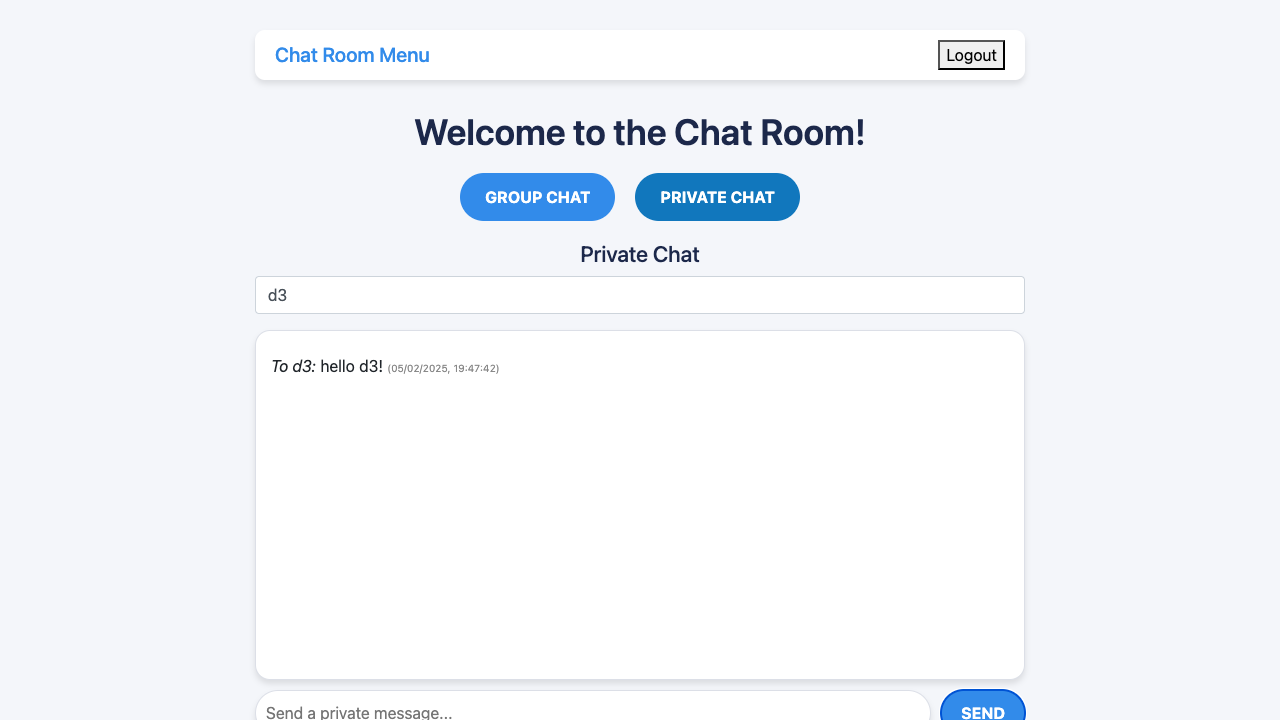 Chat Room Menu
Logout
Welcome to the Chat Room!
GROUP CHAT
PRIVATE CHAT
Private Chat
d3
To d3: hello d3! (05/02/2025, 19:47:42)
Send a private message...
SEND